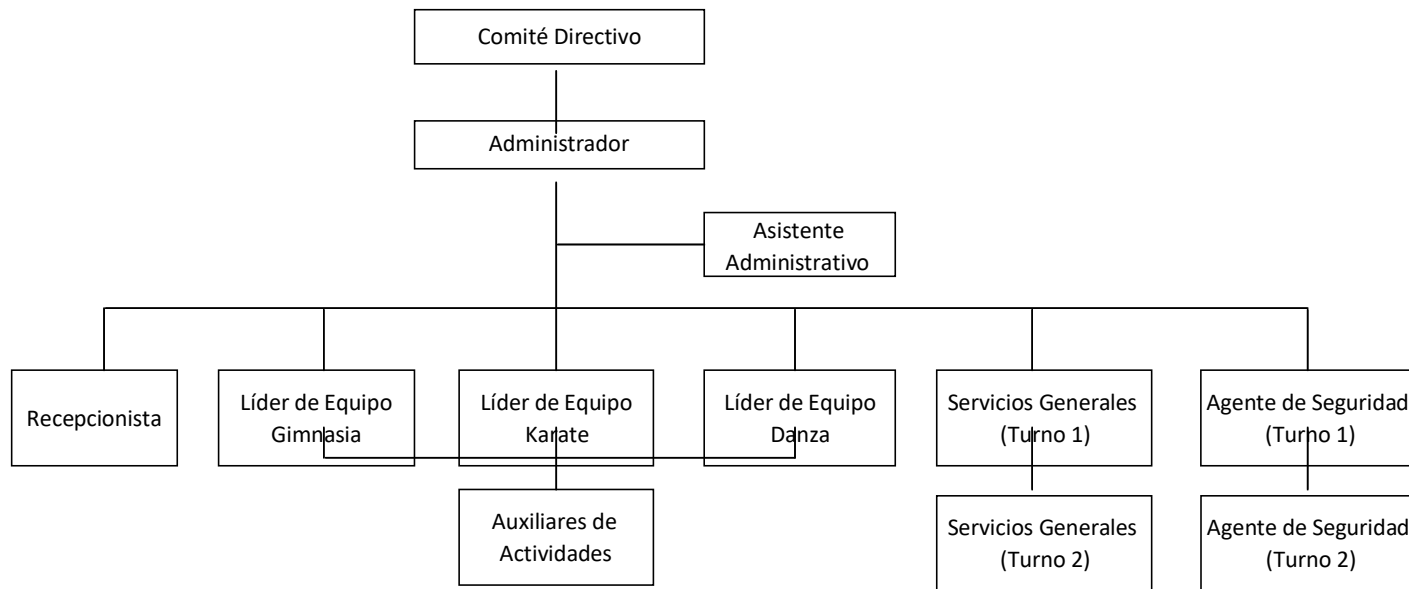 Comité Directivo
Administrador
Asistente
Administrativo
Recepcionista
Líder de Equipo
Gimnasia
Líder de Equipo
Karate
Líder de Equipo
Danza
Servicios Generales
(Turno 1)
Agente de Seguridad
(Turno 1)
Auxiliares de
Actividades
Servicios Generales
(Turno 2)
Agente de Seguridad
(Turno 2)